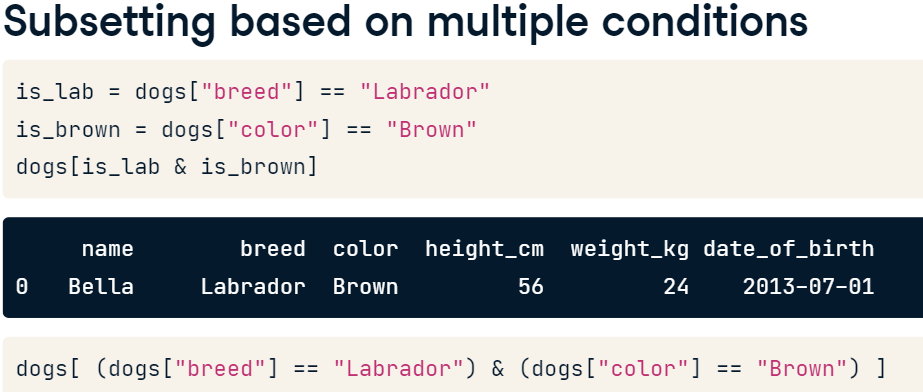 Subsetting based on multiple conditions
is_lab = dogs["breed"] == "Labrador"
is_brown = dogs["color"] == "Brown"
dogs[is_lab & is_brown]
name breed color height_cm weight_kg date_of_birth
0 Bella Labrador Brown 56 24 2013-07-01
dogs[ (dogs["breed"] == "Labrador") & (dogs["color"] == "Brown") ]